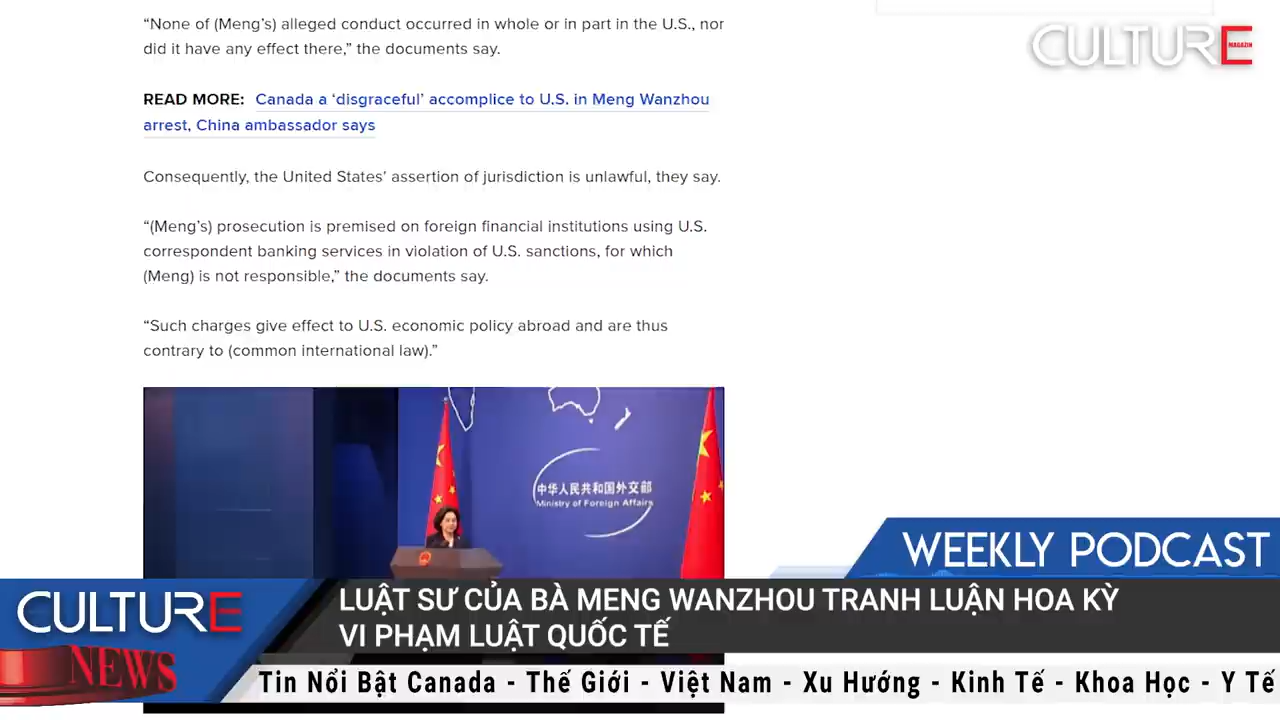 “None of (Meng’s) alleged conduct occurred in whole or in part in the U.S., nor
did it have any effect there,” the documents say.
CULTURE
MAGAZIN
READ MORE: Canada a ‘disgraceful’ accomplice to U.S. in Meng Wanzhou
arrest, China ambassador says
Consequently, the United States’ assertion of jurisdiction is unlawful, they say.
“(Meng’s) prosecution is premised on foreign financial institutions using U.S.
correspondent banking services in violation of U.S. sanctions, for which
(Meng) is not responsible,” the documents say.
“Such charges give effect to U.S. economic policy abroad and are thus
contrary to (common international law).”
中华人民共和国外交部
Ministry of Foreign Affairs
WEEKLY PODCAST
CULTURE
NEWS
LUẬT SƯ CỦA BÀ MENG WANZHOU TRANH LUẬN HOA KỲ
VI PHẠM LUẬT QUỐC TẾ
Tin Nổi Bật Canada - Thế Giới - Việt Nam - Xu Hướng - Kinh Tế - Khoa Học - Y Tế